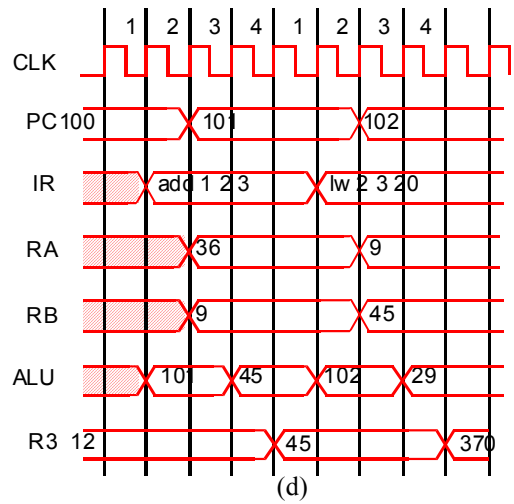 1 2 3 4 1 2 3 4
CLK
PC 100 101 102
IR add 1 2 3 lw 2 3 20
RA 36 9
RB 9 45
ALU 101 45 102 29
R3 12 45 370
(d)